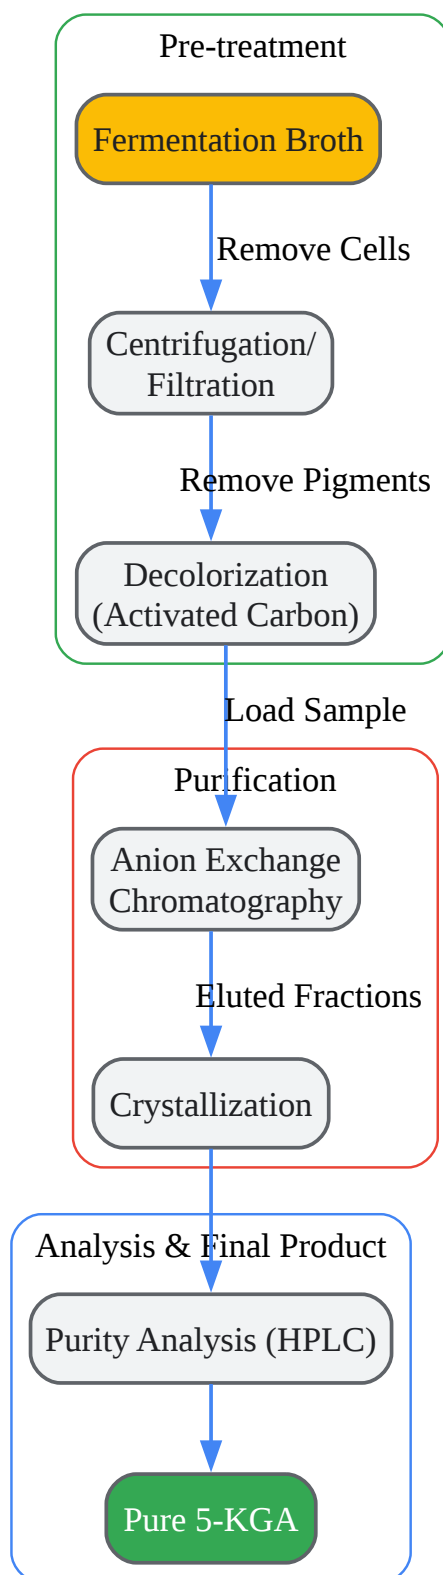 Pre-treatment
Fermentation Broth
Remove Cells
Centrifugation/
Filtration
Remove Pigments
Decolorization
(Activated Carbon)
Load Sample
Purification
Anion Exchange
Chromatography
Eluted Fractions
Crystallization
Analysis & Final Product
Purity Analysis (HPLC)
Pure 5-KGA